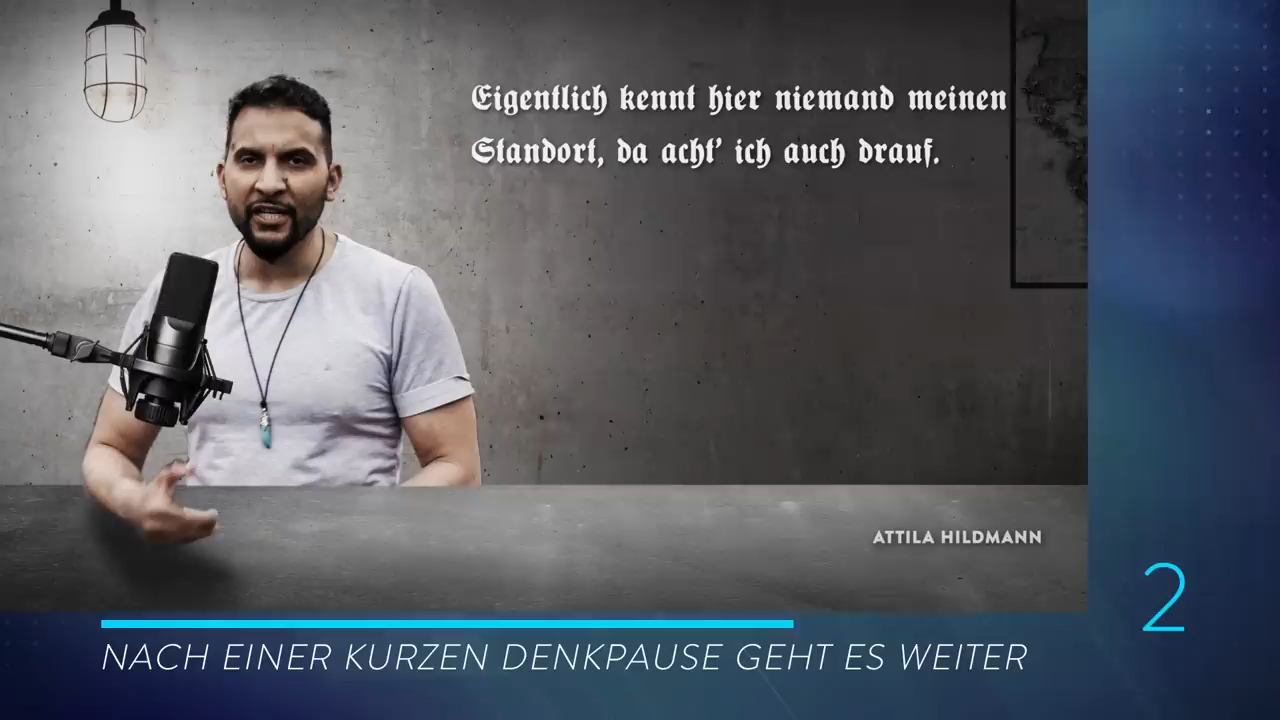 Eigentlich kennt hier niemand meinen
Standort, da acht' ich auch drauf.
ATTILA HILDMANN
2
NACH EINER KURZEN DENKPAUSE GEHT ES WEITER